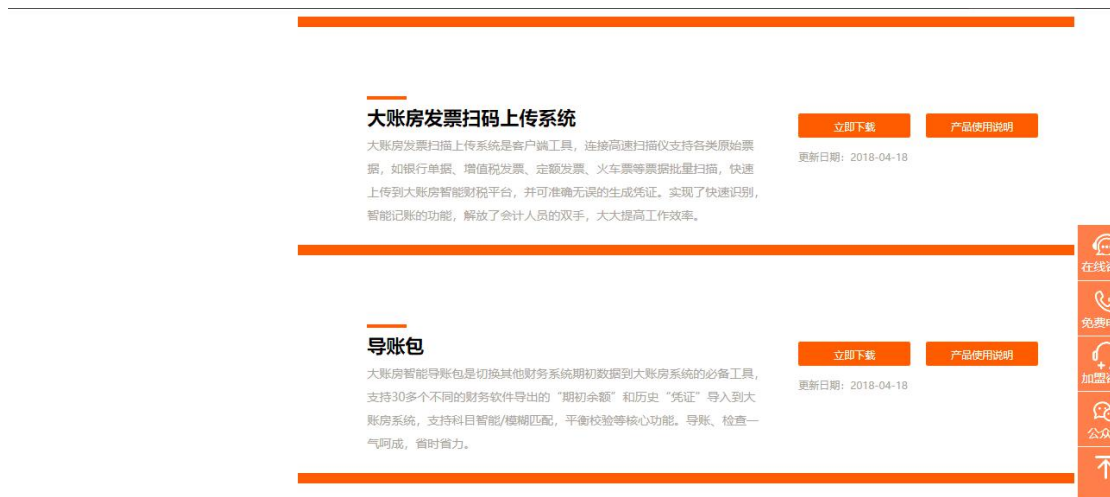 大账房发票扫码上传系统
大账房发票扫描上传系统是客户端工具，连接高速扫描仪支持各类原始票
据，如银行单据、增值税发票、定额发票、火车票等票据批量扫描，快速
上传到大账房智能财税平台，并可准确无误的生成凭证。实现了快速识别，
智能记账的功能，解放了会计人员的双手，大大提高工作效率。
立即下载
产品使用说明
更新日期：2018-04-18
导账包
大账房智能导账包是切换其他财务系统期初数据到大账房系统的必备工具，
支持30多个不同的财务软件导出的“期初余额”和历史“凭证”导入到大
账房系统，支持科目智能/模糊匹配，平衡校验等核心功能。导账、检查一
气呵成，省时省力。
立即下载
产品使用说明
更新日期：2018-04-18
在线
免费
加盟
公众